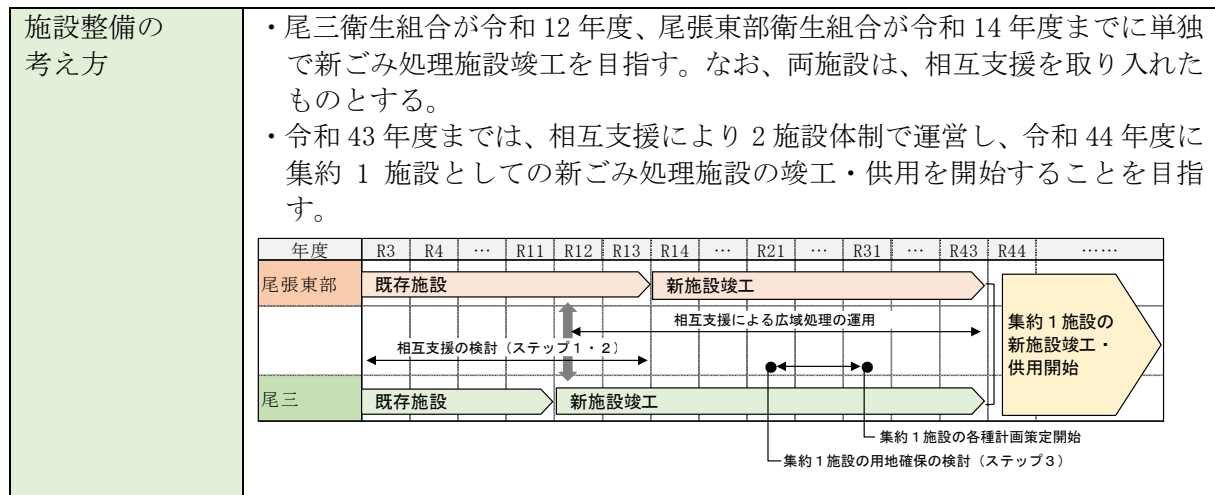 施設整備の
考え方
・尾三衛生組合が令和 12 年度、尾張東部衛生組合が令和 14 年度までに単独
で新ごみ処理施設竣工を目指す。なお、両施設は、相互支援を取り入れた
ものとする。
・令和 43 年度までは、相互支援により 2 施設体制で運営し、令和 44 年度に
集約 1 施設としての新ごみ処理施設の竣工・供用を開始することを目指
す。
年度 R3 R4 … R11 R12 R13 R14 … R21 … R31 … R43 R44 ……
尾張東部 既存施設 新施設竣工
相互支援による広域処理の運用
相互支援の検討（ステップ１・２）
集約１施設の
新施設竣工・
供用開始
尾三 既存施設 新施設竣工
集約１施設の各種計画策定開始
集約１施設の用地確保の検討（ステップ３）